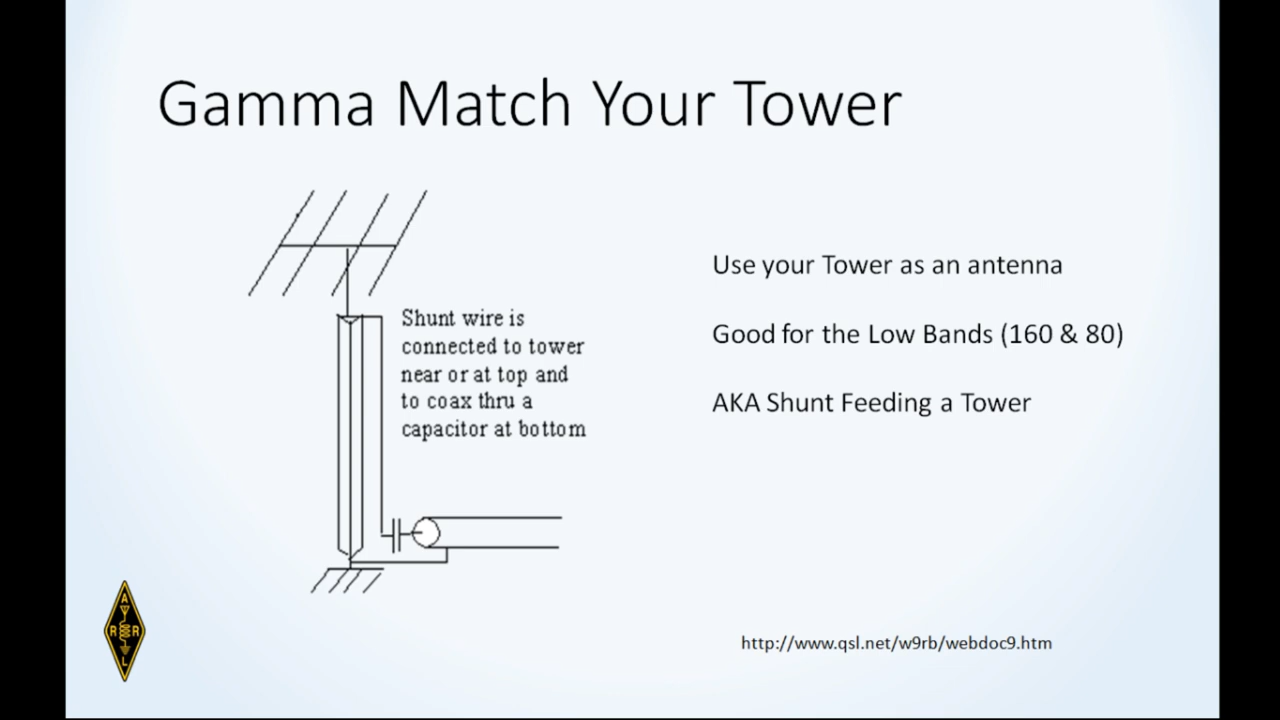 Gamma Match Your Tower
Shunt wire is
connected to tower
near or at top and
to coax thru a
capacitor at bottom
Use your Tower as an antenna
Good for the Low Bands (160 & 80)
AKA Shunt Feeding a Tower
A
R R
L
http://www.qsl.net/w9rb/webdoc9.htm